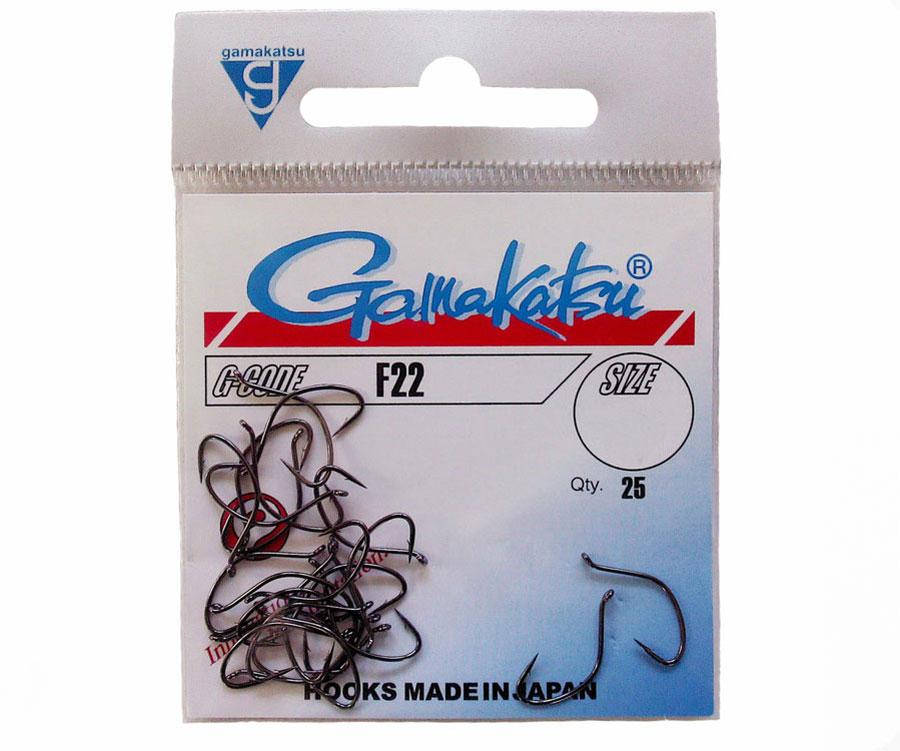 gamakatsu
g
Gamakatsu®
G-CODE F22 SIZE
Qty. 25
HOOKS MADE IN JAPAN